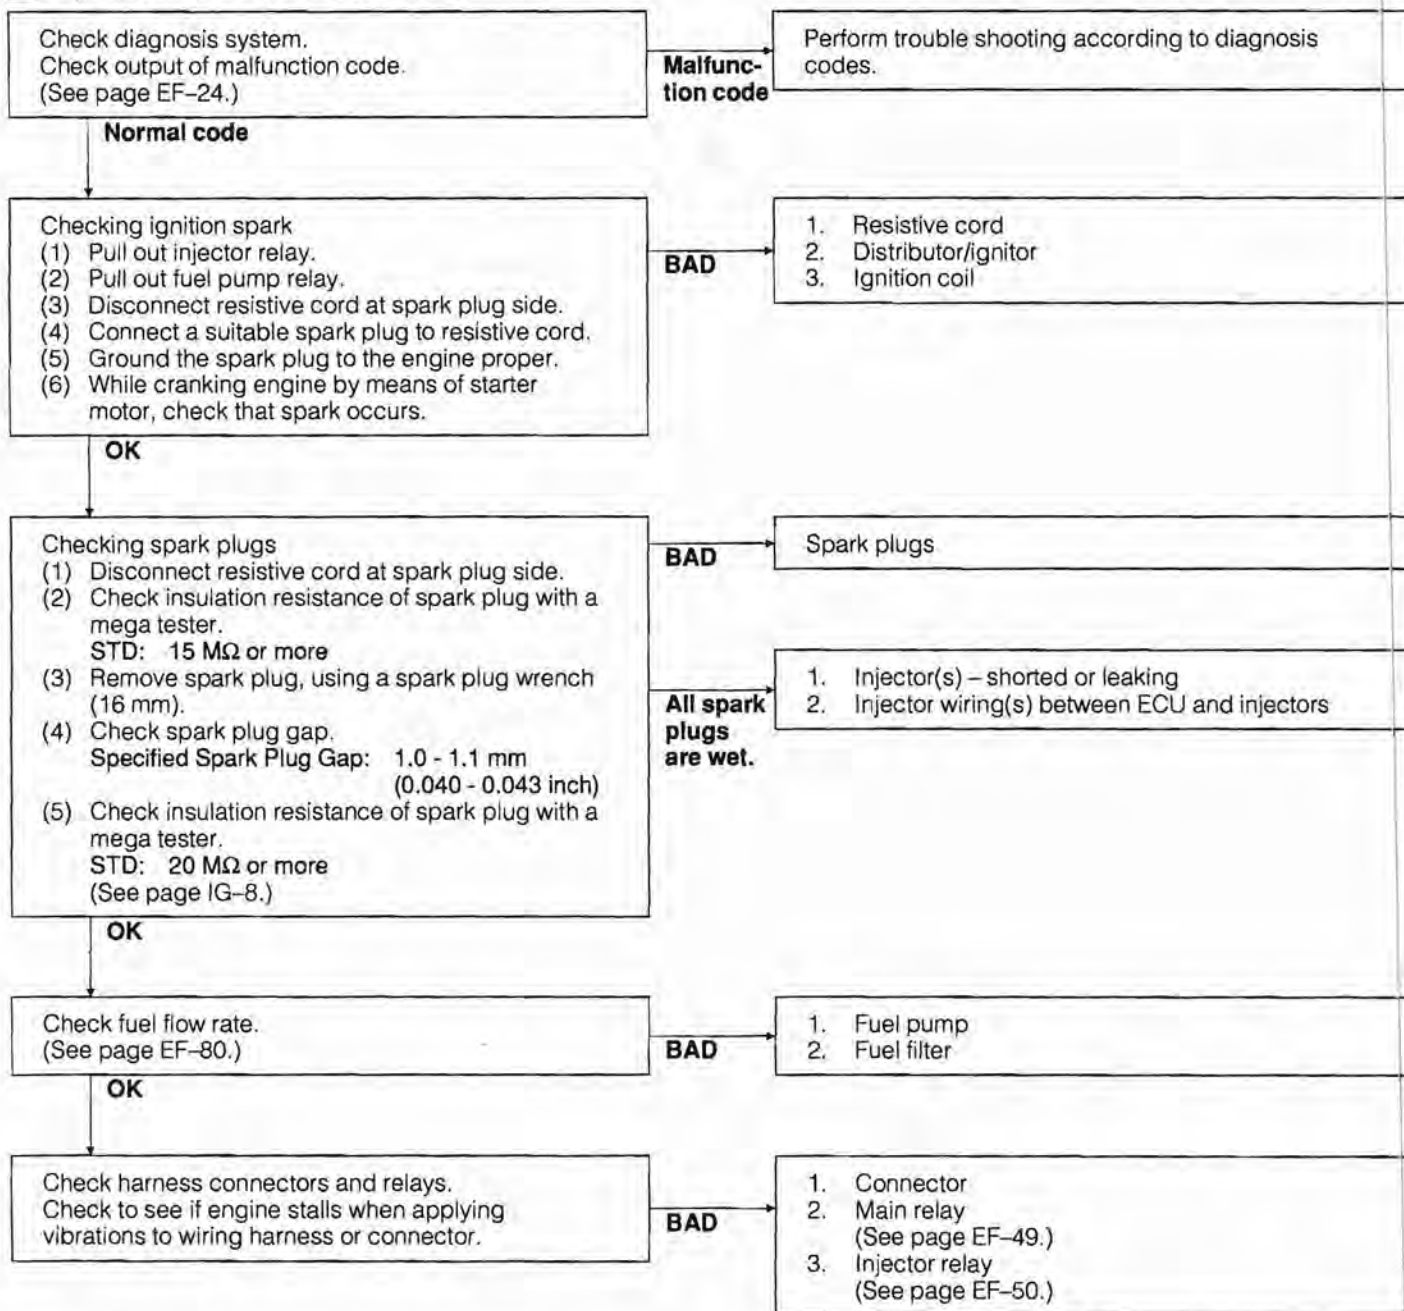 Check diagnosis system.
Check output of malfunction code.
(See page EF–24.)
Malfunc-
tion code
Perform trouble shooting according to diagnosis
codes.
Normal code
Checking ignition spark
(1) Pull out injector relay.
(2) Pull out fuel pump relay.
(3) Disconnect resistive cord at spark plug side.
(4) Connect a suitable spark plug to resistive cord.
(5) Ground the spark plug to the engine proper.
(6) While cranking engine by means of starter
motor, check that spark occurs.
BAD
1. Resistive cord
2. Distributor/ignitor
3. Ignition coil
OK
Checking spark plugs
(1) Disconnect resistive cord at spark plug side.
(2) Check insulation resistance of spark plug with a
mega tester.
STD: 15 MΩ or more
(3) Remove spark plug, using a spark plug wrench
(16 mm).
(4) Check spark plug gap.
Specified Spark Plug Gap: 1.0 - 1.1 mm
(0.040 - 0.043 inch)
(5) Check insulation resistance of spark plug with a
mega tester.
STD: 20 MΩ or more
(See page IG–8.)
BAD
Spark plugs
All spark
plugs
are wet.
1. Injector(s) – shorted or leaking
2. Injector wiring(s) between ECU and injectors
OK
Check fuel flow rate.
(See page EF–80.)
BAD
1. Fuel pump
2. Fuel filter
OK
Check harness connectors and relays.
Check to see if engine stalls when applying
vibrations to wiring harness or connector.
BAD
1. Connector
2. Main relay
(See page EF–49.)
3. Injector relay
(See page EF–50.)